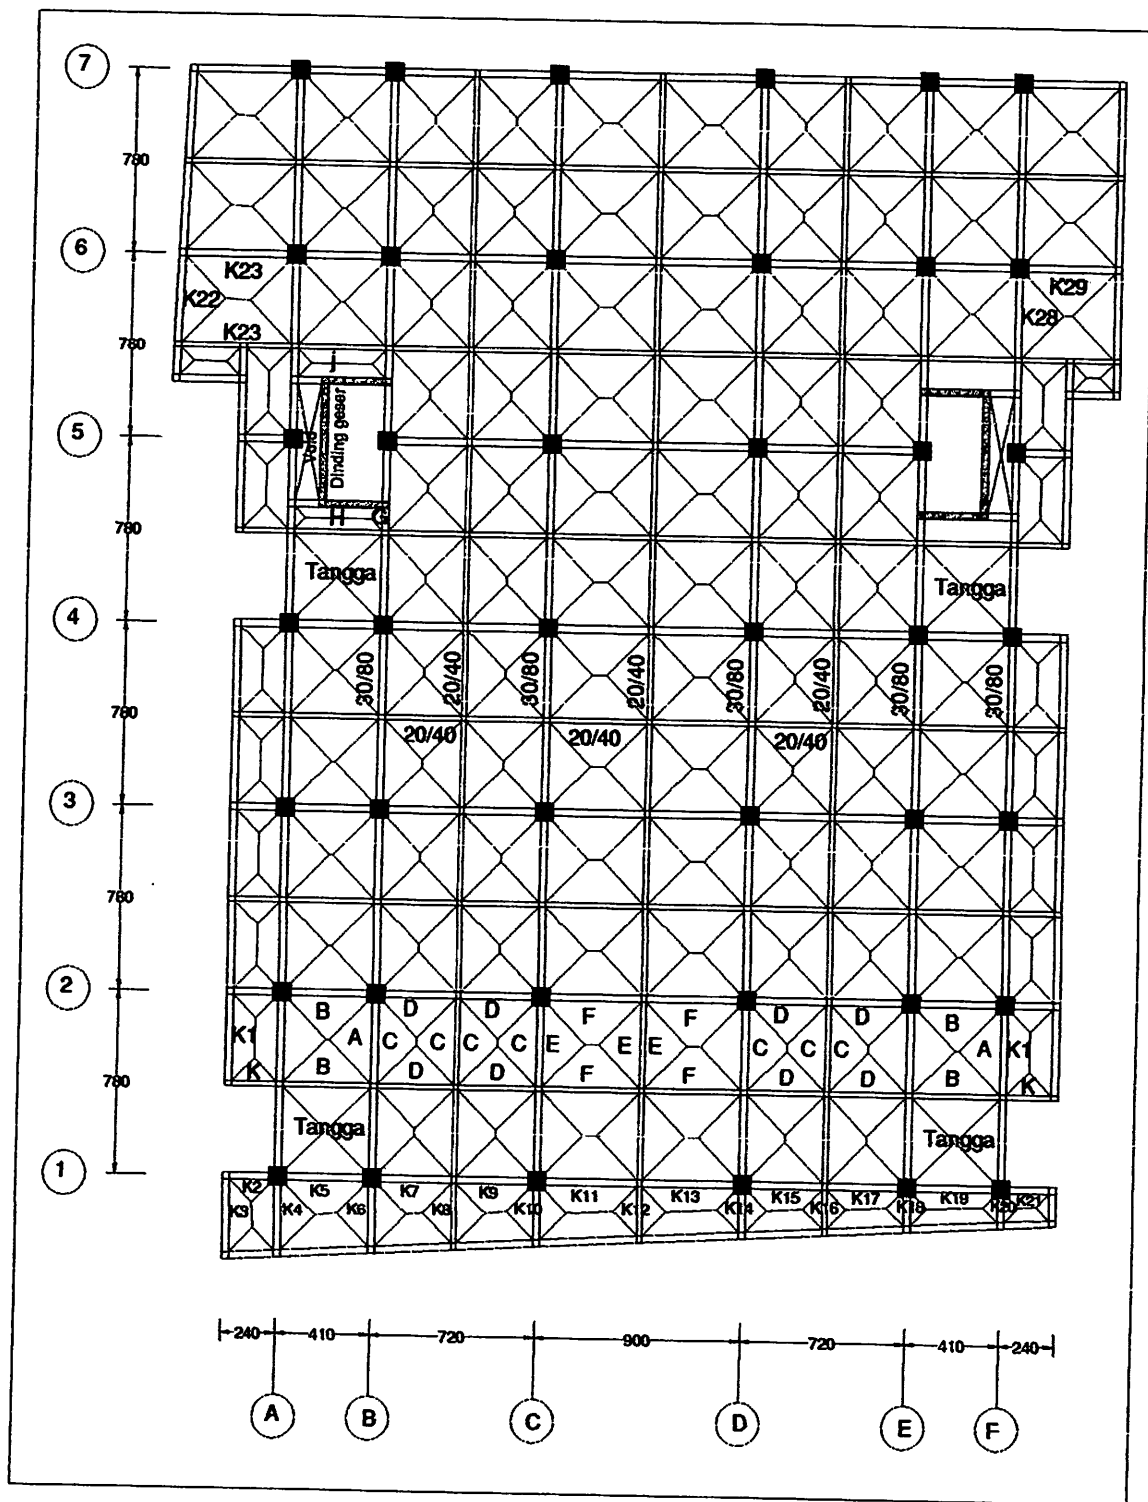 7
780
6
K23
K29
K22
K28
780
K23
j
5
Void
Dinding geser
780
H G
Tangga
Tangga
4
30/80
20/40
30/80
20/40
30/80
20/40
30/80
30/80
780
20/40
20/40
20/40
3
780
2
B D D F F D D B
K1 A C C C C E E E C C C A K1
K B D D F F D D B K
780
Tangga
Tangga
1
K2 K5 K7 K9 K11 K13 K15 K17 K19 K21
K3 K4 K6 K8 K10 K12 K14 K16 K18 K20
240 410 720 900 720 410 240
A B C D E F